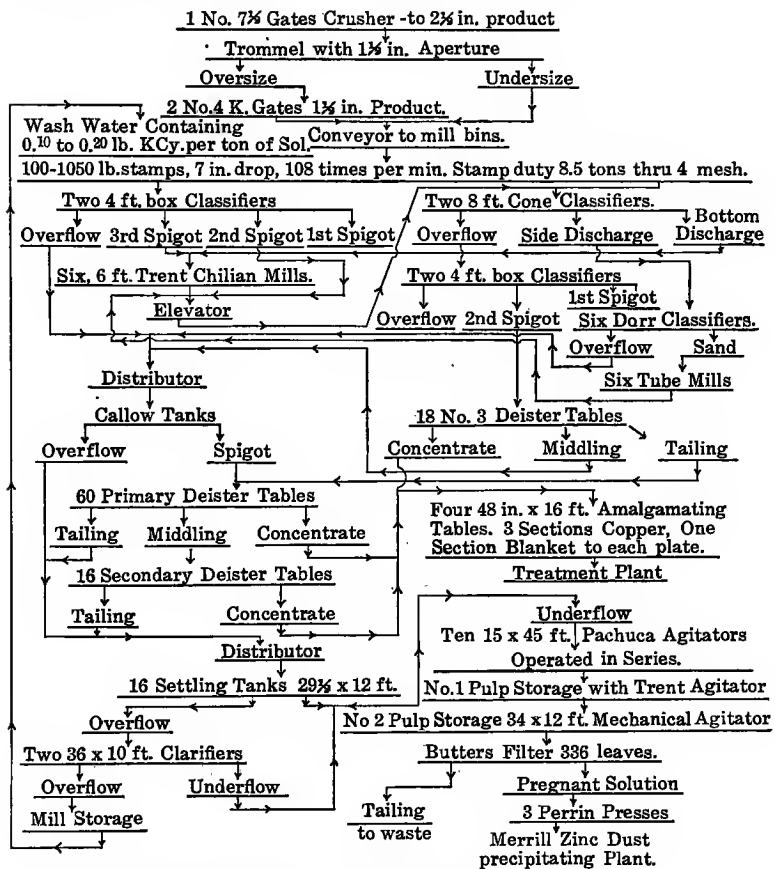 1 No. 7½ Gates Crusher -to 2½ in. product
Trommel with 1½ in. Aperture
Oversize
Undersize
2 No.4 K. Gates 1½ in. Product.
Wash Water Containing
0.10 to 0.20 lb. KCy. per ton of Sol.
Conveyor to mill bins.
100-1050 lb. stamps, 7 in. drop, 108 times per min. Stamp duty 8.5 tons thru 4 mesh.
Two 4 ft. box Classifiers
Two 8 ft. Cone Classifiers.
Overflow
3rd Spigot
2nd Spigot
1st Spigot
Overflow
Side Discharge
Bottom
Discharge
Six, 6 ft. Trent Chilian Mills.
Two 4 ft. box Classifiers
Elevator
Overflow
2nd Spigot
1st Spigot
Six Dorr Classifiers.
Overflow
Sand
Distributor
Six Tube Mills
Callow Tanks
18 No. 3 Deister Tables
Overflow
Spigot
Concentrate
Middling
Tailing
60 Primary Deister Tables
Tailing
Middling
Concentrate
Four 48 in. x 16 ft. Amalgamating
Tables. 3 Sections Copper, One
Section Blanket to each plate.
16 Secondary Deister Tables
Treatment Plant
Tailing
Concentrate
Underflow
Ten 15 x 45 ft. Pachuca Agitators
Distributor
Operated in Series.
16 Settling Tanks 29½ x 12 ft.
No.1 Pulp Storage with Trent Agitator
Overflow
No 2 Pulp Storage 34 x 12 ft. Mechanical Agitator
Two 36 x 10 ft. Clarifiers
Butters Filter 336 leaves.
Overflow
Underflow
Pregnant Solution
Mill Storage
Tailing
to waste
3 Perrin Presses
Merrill Zinc Dust
precipitating Plant.